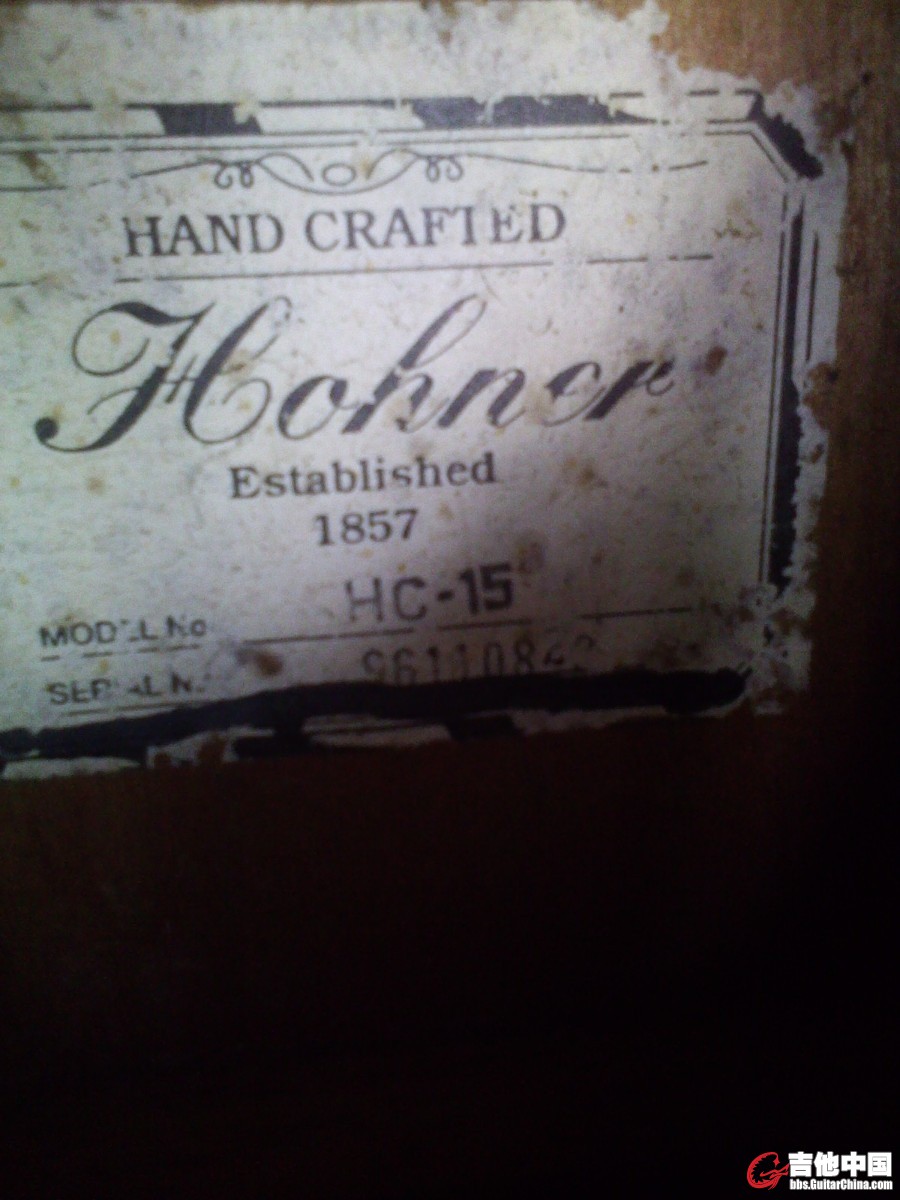 HAND CRAFTED
Hohner
Established
1857
MODEL No HC-15
SERIAL No
吉他中国
bbs.GuitarChina.com